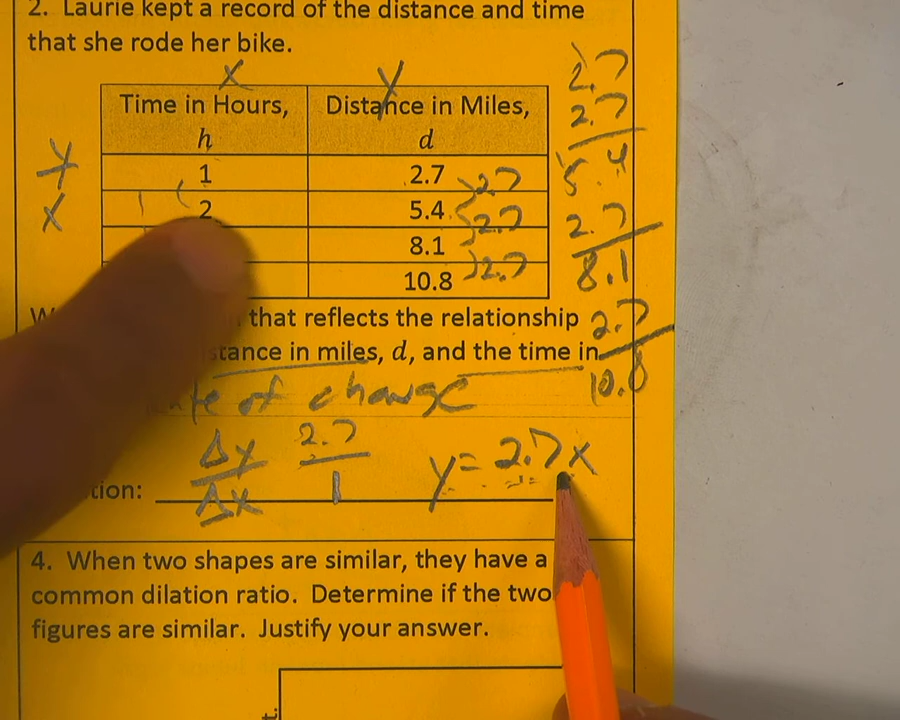 2. Laurie kept a record of the distance and time
that she rode her bike.
x y
Time in Hours, Distance in Miles,
h d
y
x
1 2.7
2 5.4
8.1
10.8
2.7
2.7
2.7
2.7
2.7
5.4
2.7
8.1
2.7
10.8
that reflects the relationship
in miles, d, and the time in
of change
Δy 2.7
Δx 1
y = 2.7x
4. When two shapes are similar, they have a
common dilation ratio. Determine if the two
figures are similar. Justify your answer.